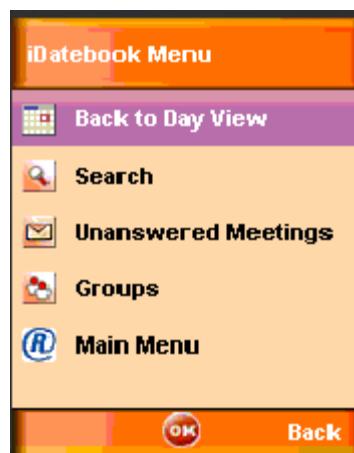 iDatebook Menu
Back to Day View
Search
Unanswered Meetings
Groups
R Main Menu
OK Back